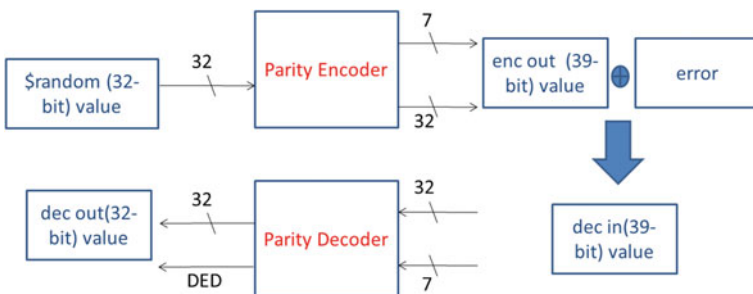 7
32
Parity Encoder
$random (32-
bit) value
enc out (39-
bit) value
error
32
32
32
dec out(32-
bit) value
Parity Decoder
dec in(39-
bit) value
DED
7